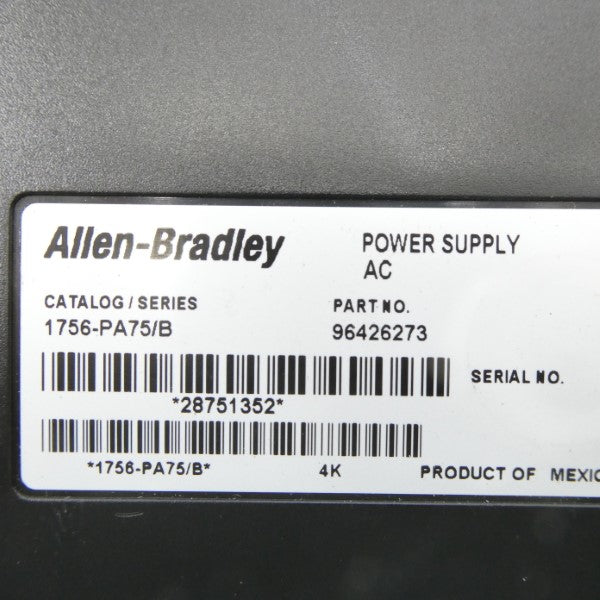 Allen-Bradley
POWER SUPPLY
AC
CATALOG / SERIES
1756-PA75/B
PART NO.
96426273
SERIAL NO.
*28751352*
*1756-PA75/B*
4K
PRODUCT OF MEXIC